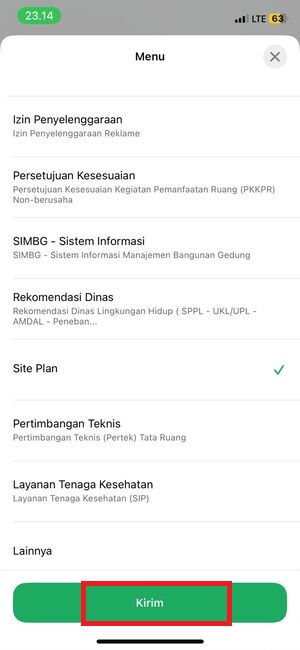 23.14
LTE 63
Menu
Izin Penyelenggaraan
Izin Penyelenggaraan Reklame
Persetujuan Kesesuaian
Persetujuan Kesesuaian Kegiatan Pemanfaatan Ruang (PKKPR)
Non-berusaha
SIMBG - Sistem Informasi
SIMBG - Sistem Informasi Manajemen Bangunan Gedung
Rekomendasi Dinas
Rekomendasi Dinas Lingkungan Hidup ( SPPL - UKL/UPL -
AMDAL - Peneban...
Site Plan
Pertimbangan Teknis
Pertimbangan Teknis (Pertek) Tata Ruang
Layanan Tenaga Kesehatan
Layanan Tenaga Kesehatan (SIP)
Lainnya
Kirim